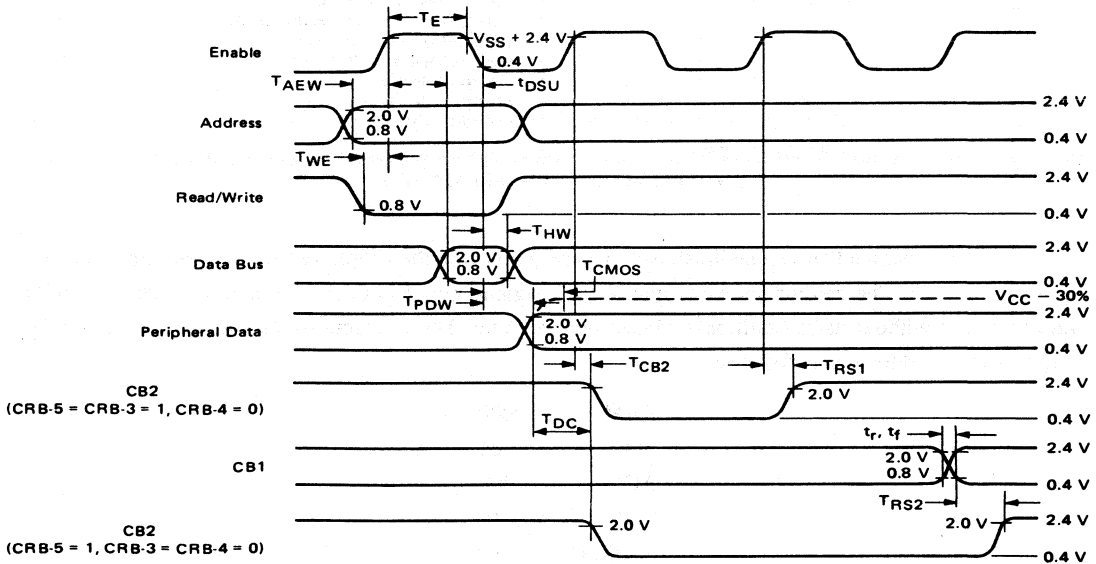 T_E
Enable
V_SS + 2.4 V
0.4 V
T_AEW
t_DSU
Address
2.0 V
0.8 V
2.4 V
0.4 V
T_WE
Read/Write
0.8 V
2.4 V
0.4 V
T_HW
Data Bus
2.0 V
0.8 V
2.4 V
0.4 V
T_CMOS
T_PDW
V_CC – 30%
Peripheral Data
2.0 V
0.8 V
2.4 V
0.4 V
T_CB2
T_RS1
CB2
(CRB-5 = CRB-3 = 1, CRB-4 = 0)
2.0 V
2.4 V
0.4 V
T_DC
t_r, t_f
CB1
2.0 V
0.8 V
2.4 V
0.4 V
T_RS2
CB2
(CRB-5 = 1, CRB-3 = CRB-4 = 0)
2.0 V
2.0 V
2.4 V
0.4 V